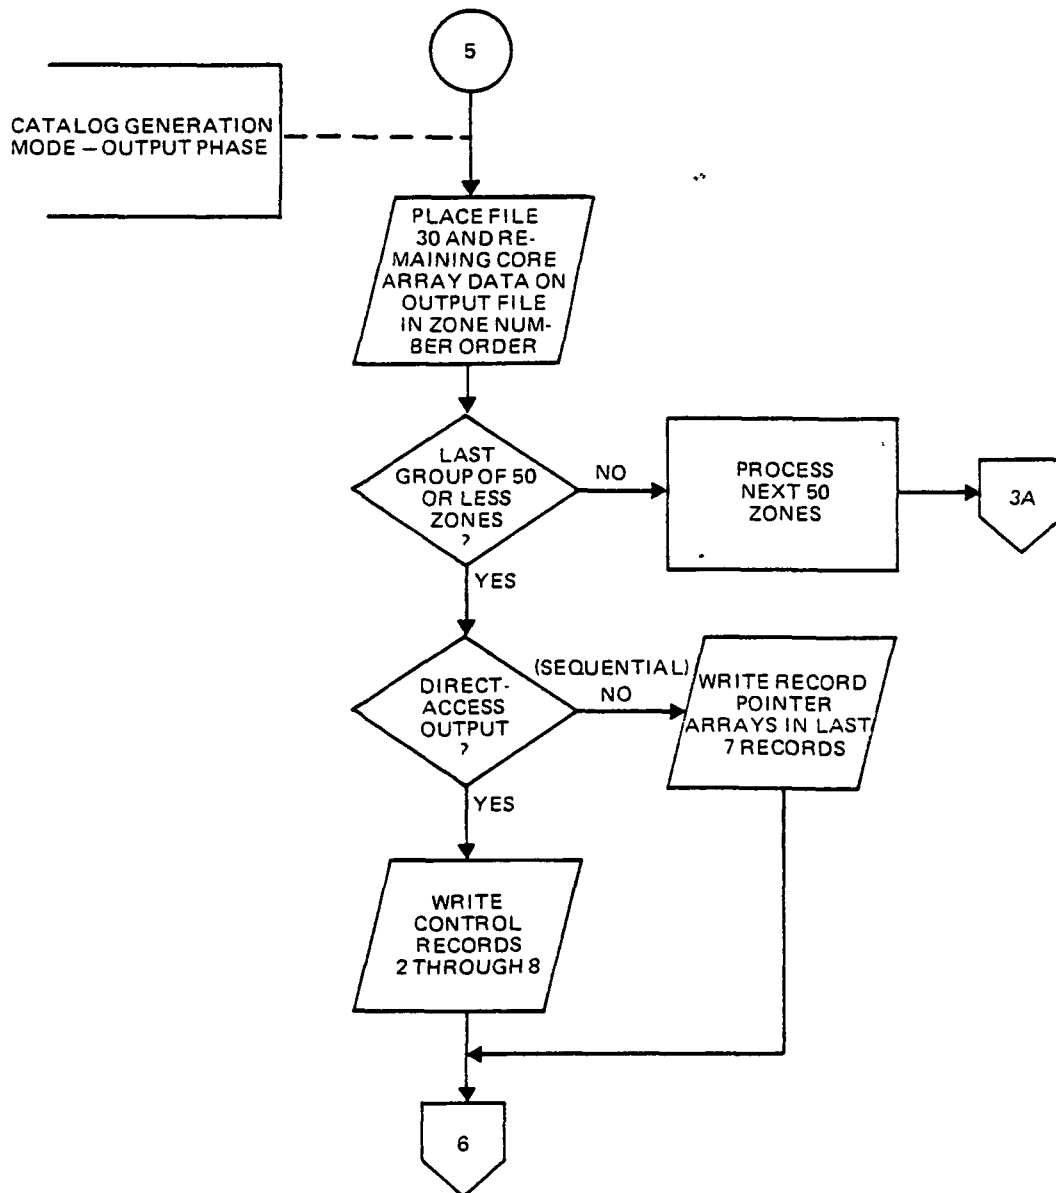 5
CATALOG GENERATION
MODE – OUTPUT PHASE
PLACE FILE
30 AND RE-
MAINING CORE
ARRAY DATA ON
OUTPUT FILE
IN ZONE NUM-
BER ORDER
LAST
GROUP OF 50
OR LESS
ZONES
?
NO
PROCESS
NEXT 50
ZONES
3A
YES
DIRECT-
ACCESS
OUTPUT
?
(SEQUENTIAL)
NO
WRITE RECORD
POINTER
ARRAYS IN LAST
7 RECORDS
YES
WRITE
CONTROL
RECORDS
2 THROUGH 8
6